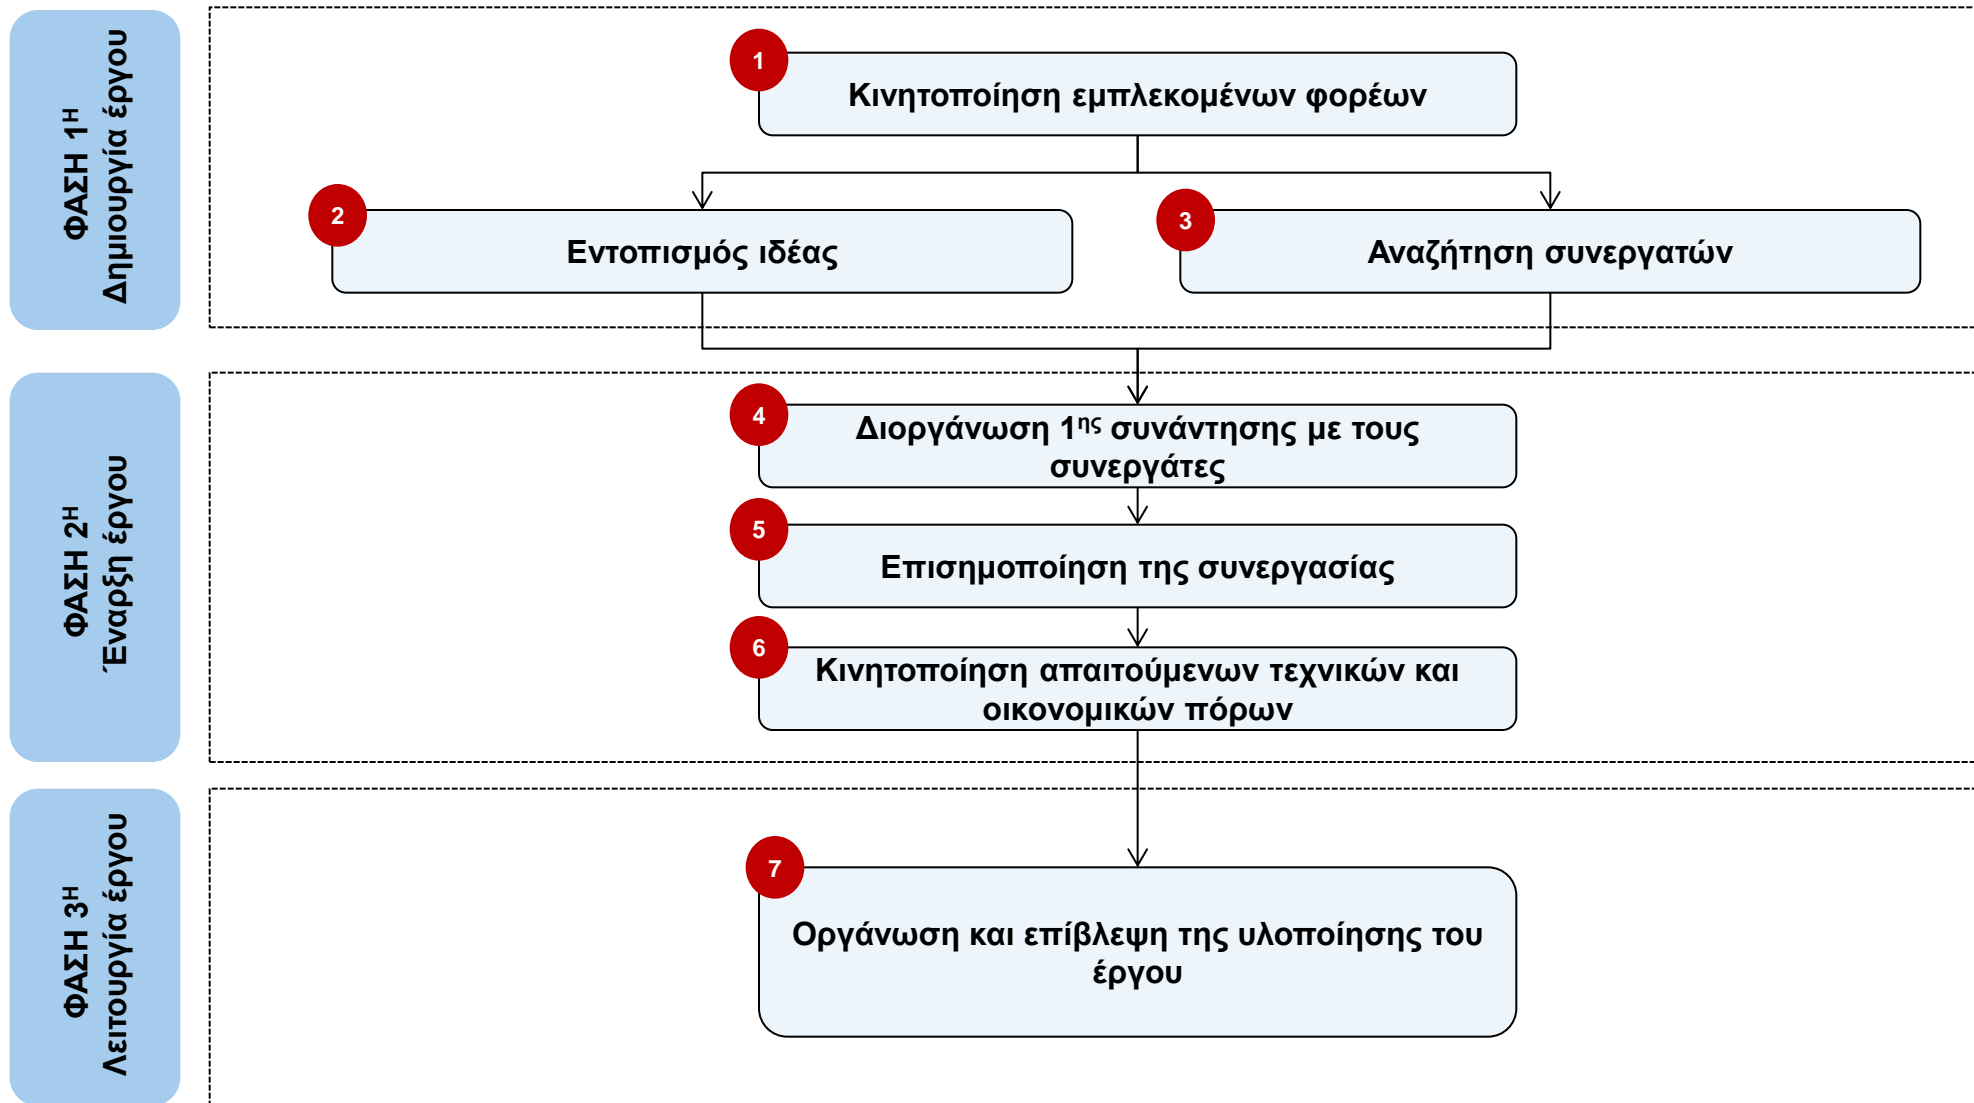 ΦΑΣΗ 1Η
Δημιουργία έργου
1
Κινητοποίηση εμπλεκομένων φορέων
2
Εντοπισμός ιδέας
3
Αναζήτηση συνεργατών
ΦΑΣΗ 2Η
Έναρξη έργου
4
Διοργάνωση 1ης συνάντησης με τους
συνεργάτες
5
Επισημοποίηση της συνεργασίας
6
Κινητοποίηση απαιτούμενων τεχνικών και
οικονομικών πόρων
ΦΑΣΗ 3Η
Λειτουργία έργου
7
Οργάνωση και επίβλεψη της υλοποίησης του
έργου